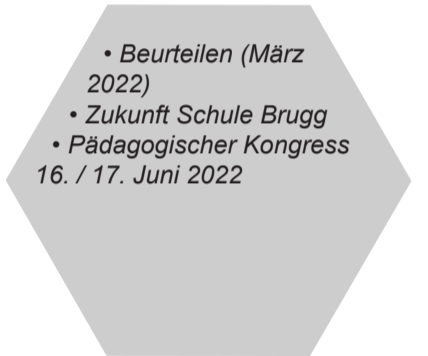 • Beurteilen (März
2022)
• Zukunft Schule Brugg
• Pädagogischer Kongress
16. / 17. Juni 2022